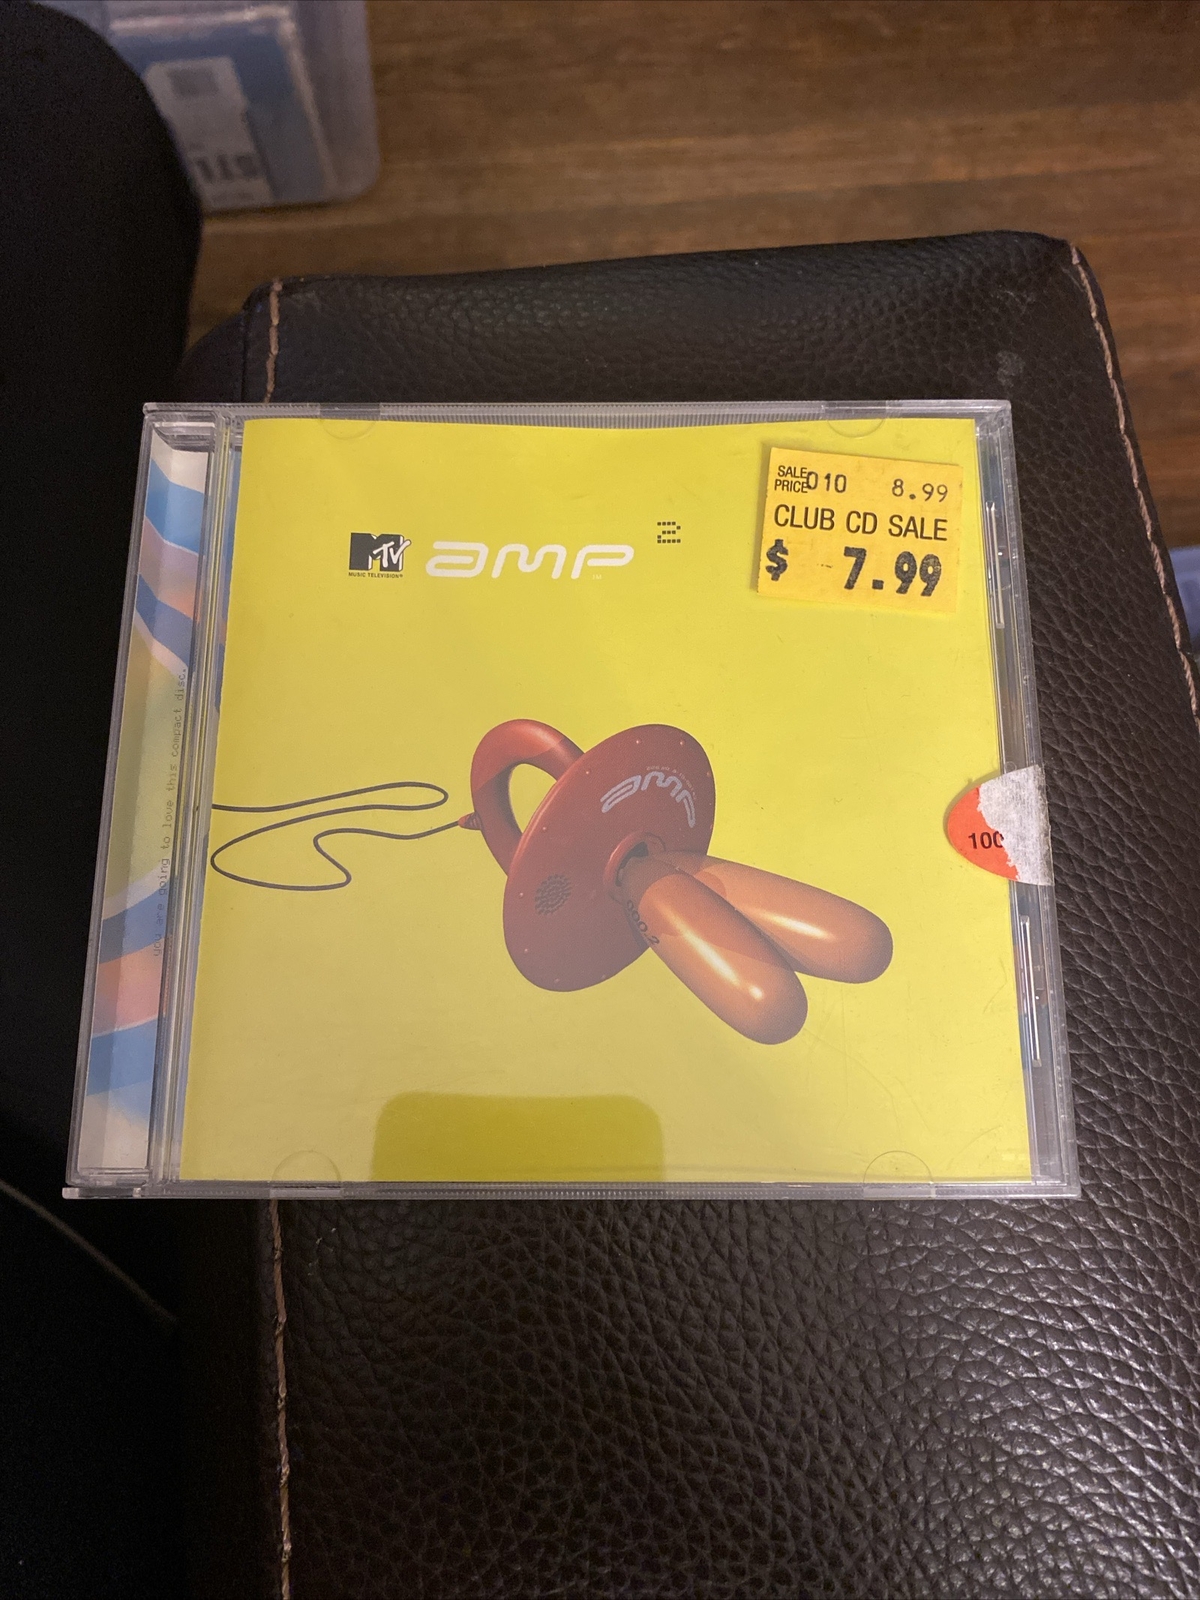 SALE PRICE 010 8.99
CLUB CD SALE
$ 7.99
MTV
MUSIC TELEVISION®
amp 2
TM
amp
100
you are going to love this compact disc.